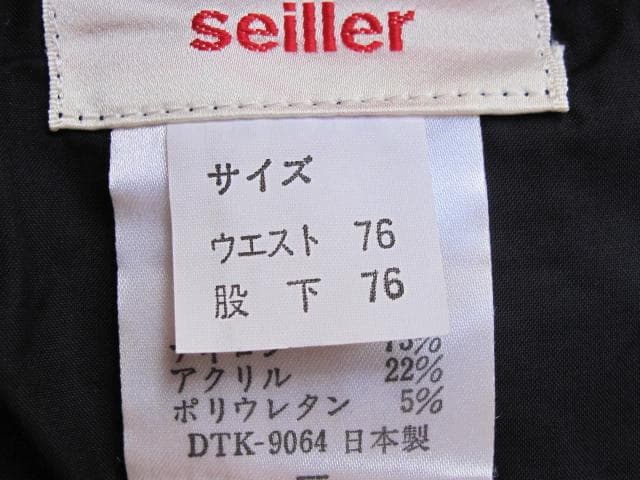 seiller
サイズ
ウエスト 76
股 下 76
アクリル 22%
ポリウレタン 5%
DTK-9064 日本製